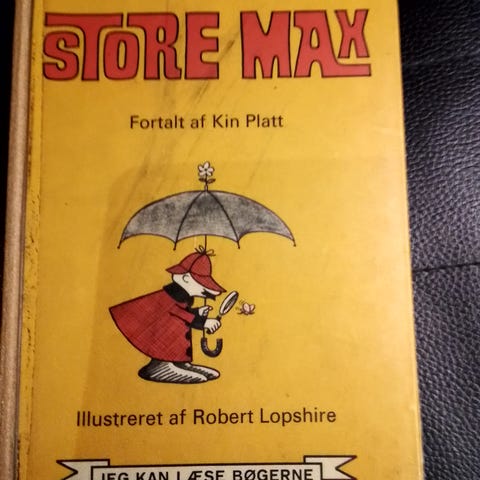 STORE MAX
Fortalt af Kin Platt
Illustreret af Robert Lopshire
JEG KAN LÆSE BØGERNE